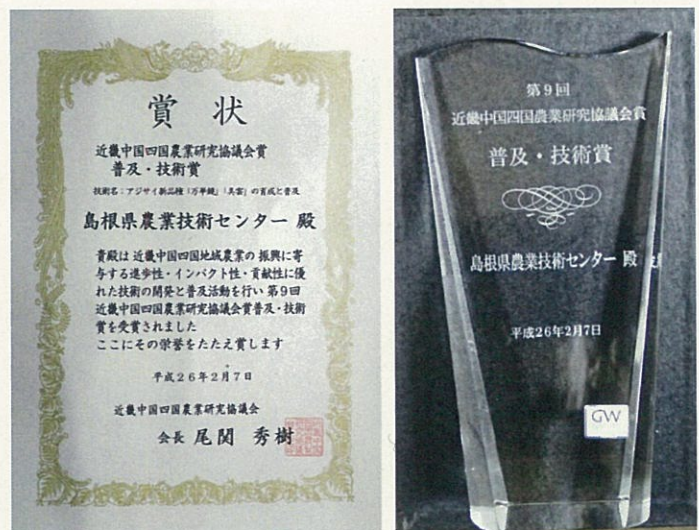 賞状
近畿中国四国農業研究協議会賞
普及・技術賞
技術名:アジサイ新品種「万華鏡」「美雲」の育成と普及
島根県農業技術センター 殿
貴殿は近畿中国四国地域農業の振興に寄
与する進歩性・インパクト性・貢献性に優
れた技術の開発と普及活動を行い第9回
近畿中国四国農業研究協議会賞普及・技術
賞を受賞されました
ここにその栄誉をたたえ賞します
平成26年2月7日
近畿中国四国農業研究協議会
会長 尾関 秀樹
第9回
近畿中国四国農業研究協議会賞
普及・技術賞
島根県農業技術センター 殿
平成26年2月7日
GW